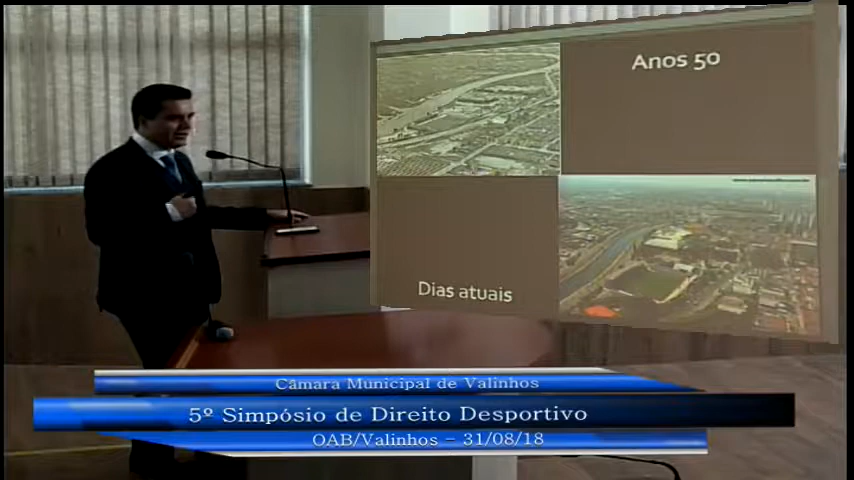 Anos 50
Dias atuais
Câmara Municipal de Valinhos
5º Simpósio de Direito Desportivo
OAB/Valinhos - 31/08/18